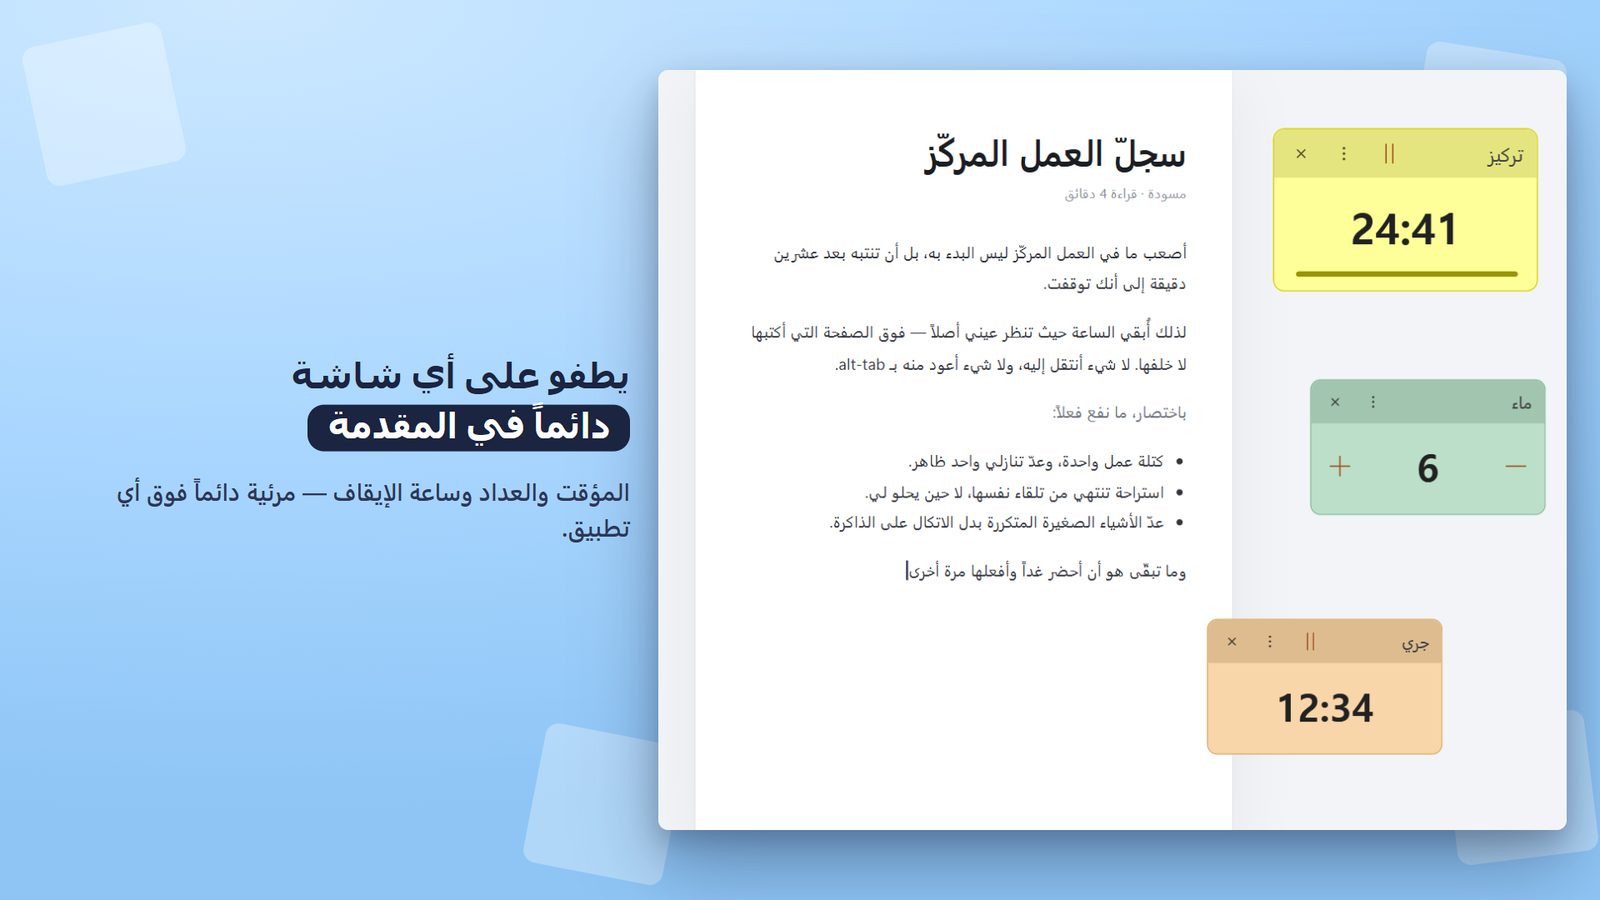 يطفو على أي شاشة
دائماً في المقدمة
المؤقت والعداد وساعة الإيقاف — مرئية دائماً فوق أي
تطبيق.
سجلّ العمل المركّز
مسودة · قراءة 4 دقائق
أصعب ما في العمل المركّز ليس البدء به، بل أن تنتبه بعد عشرين
دقيقة إلى أنك توقفت.
لذلك أُبقي الساعة حيث تنظر عيني أصلاً — فوق الصفحة التي أكتبها
لا خلفها. لا شيء أنتقل إليه، ولا شيء أعود منه بـ alt-tab.
باختصار، ما نفع فعلاً:
• كتلة عمل واحدة، وعدّ تنازلي واحد ظاهر.
• استراحة تنتهي من تلقاء نفسها، لا حين يحلو لي.
• عدّ الأشياء الصغيرة المتكررة بدل الاتكال على الذاكرة.
وما تبقّى هو أن أحضر غداً وأفعلها مرة أخرى
تركيز
24:41
ماء
− 6 +
جري
12:34